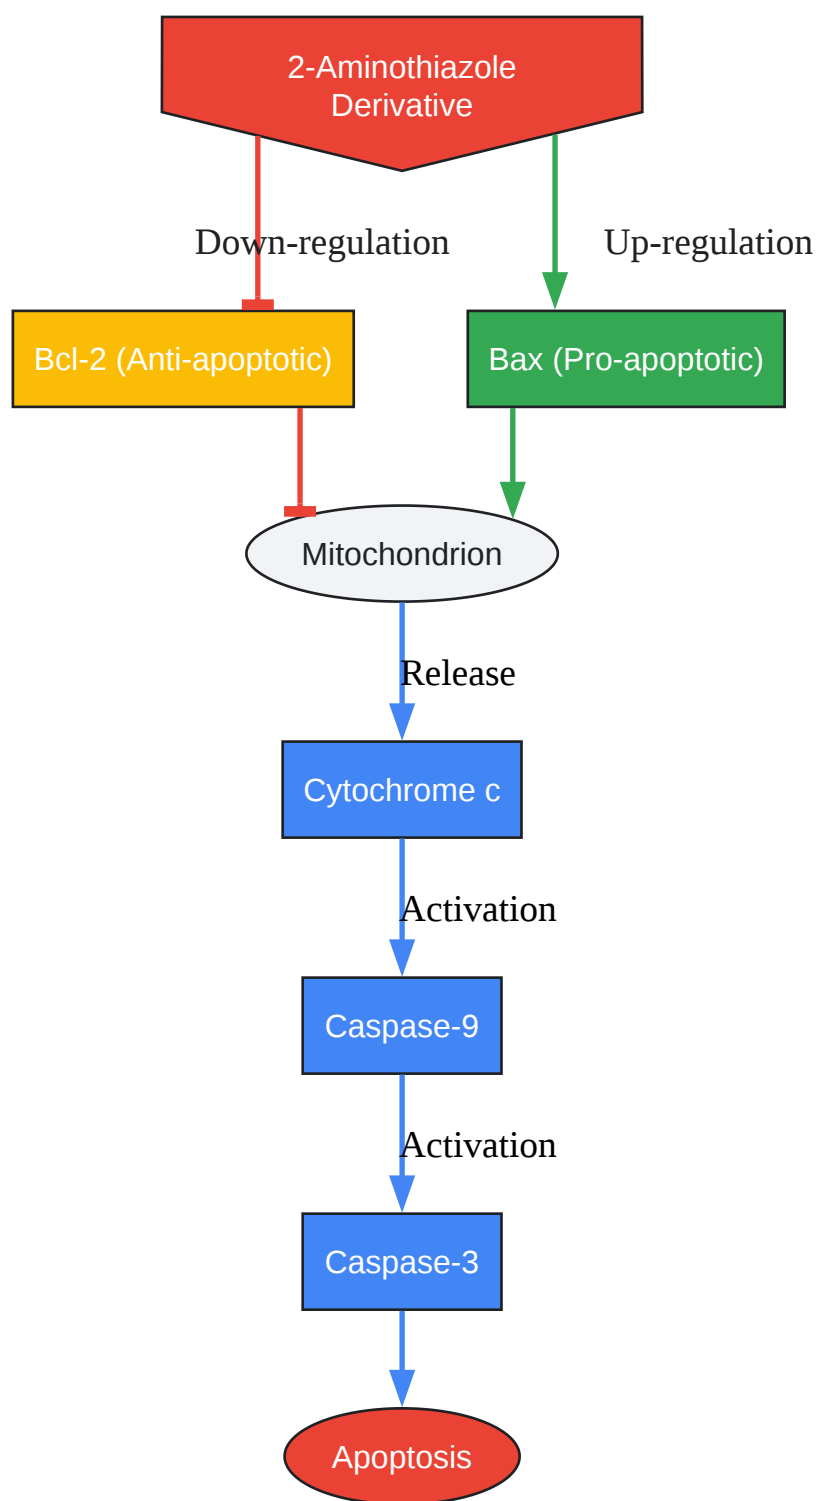 2-Aminothiazole
Derivative
Down-regulation
Up-regulation
Bcl-2 (Anti-apoptotic)
Bax (Pro-apoptotic)
Mitochondrion
Release
Cytochrome c
Activation
Caspase-9
Activation
Caspase-3
Apoptosis